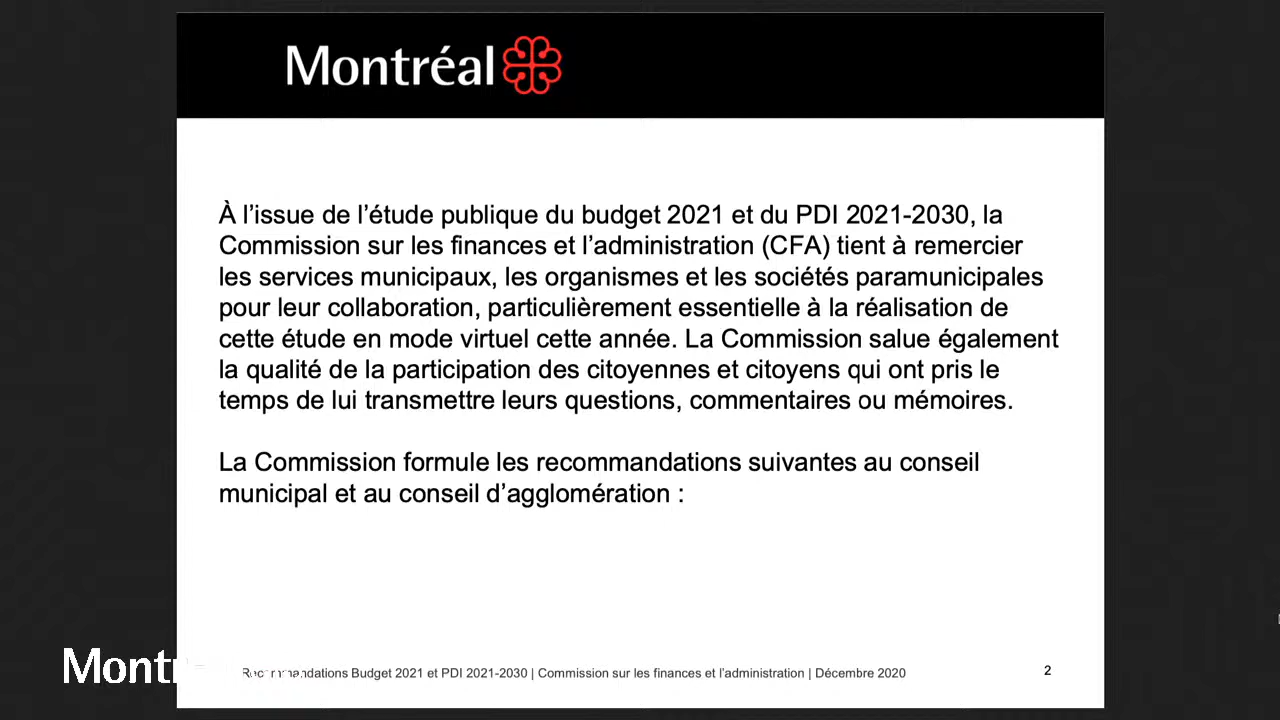 Montréal
À l'issue de l'étude publique du budget 2021 et du PDI 2021-2030, la
Commission sur les finances et l'administration (CFA) tient à remercier
les services municipaux, les organismes et les sociétés paramunicipales
pour leur collaboration, particulièrement essentielle à la réalisation de
cette étude en mode virtuel cette année. La Commission salue également
la qualité de la participation des citoyennes et citoyens qui ont pris le
temps de lui transmettre leurs questions, commentaires ou mémoires.
La Commission formule les recommandations suivantes au conseil
municipal et au conseil d'agglomération :
Recommandations Budget 2021 et PDI 2021-2030 | Commission sur les finances et l'administration | Décembre 2020
2